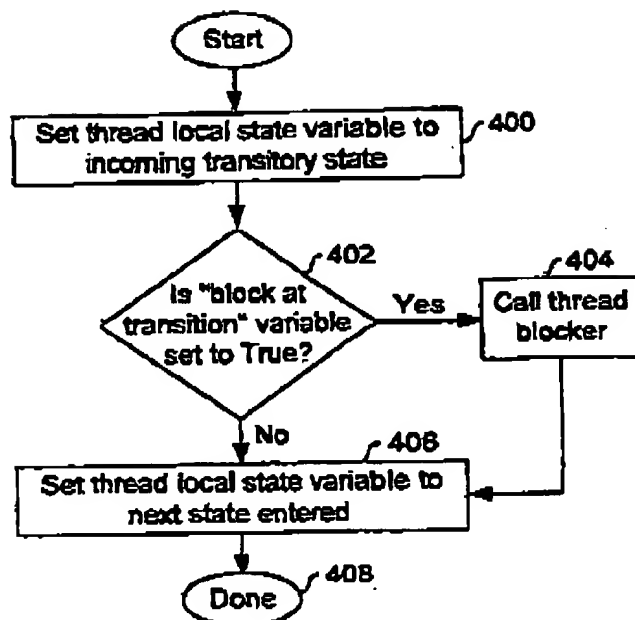 Start
Set thread local state variable to
incoming transitory state
400
402
Is "block at
transition" variable
set to True?
Yes
404
Call thread
blocker
No
406
Set thread local state variable to
next state entered
408
Done